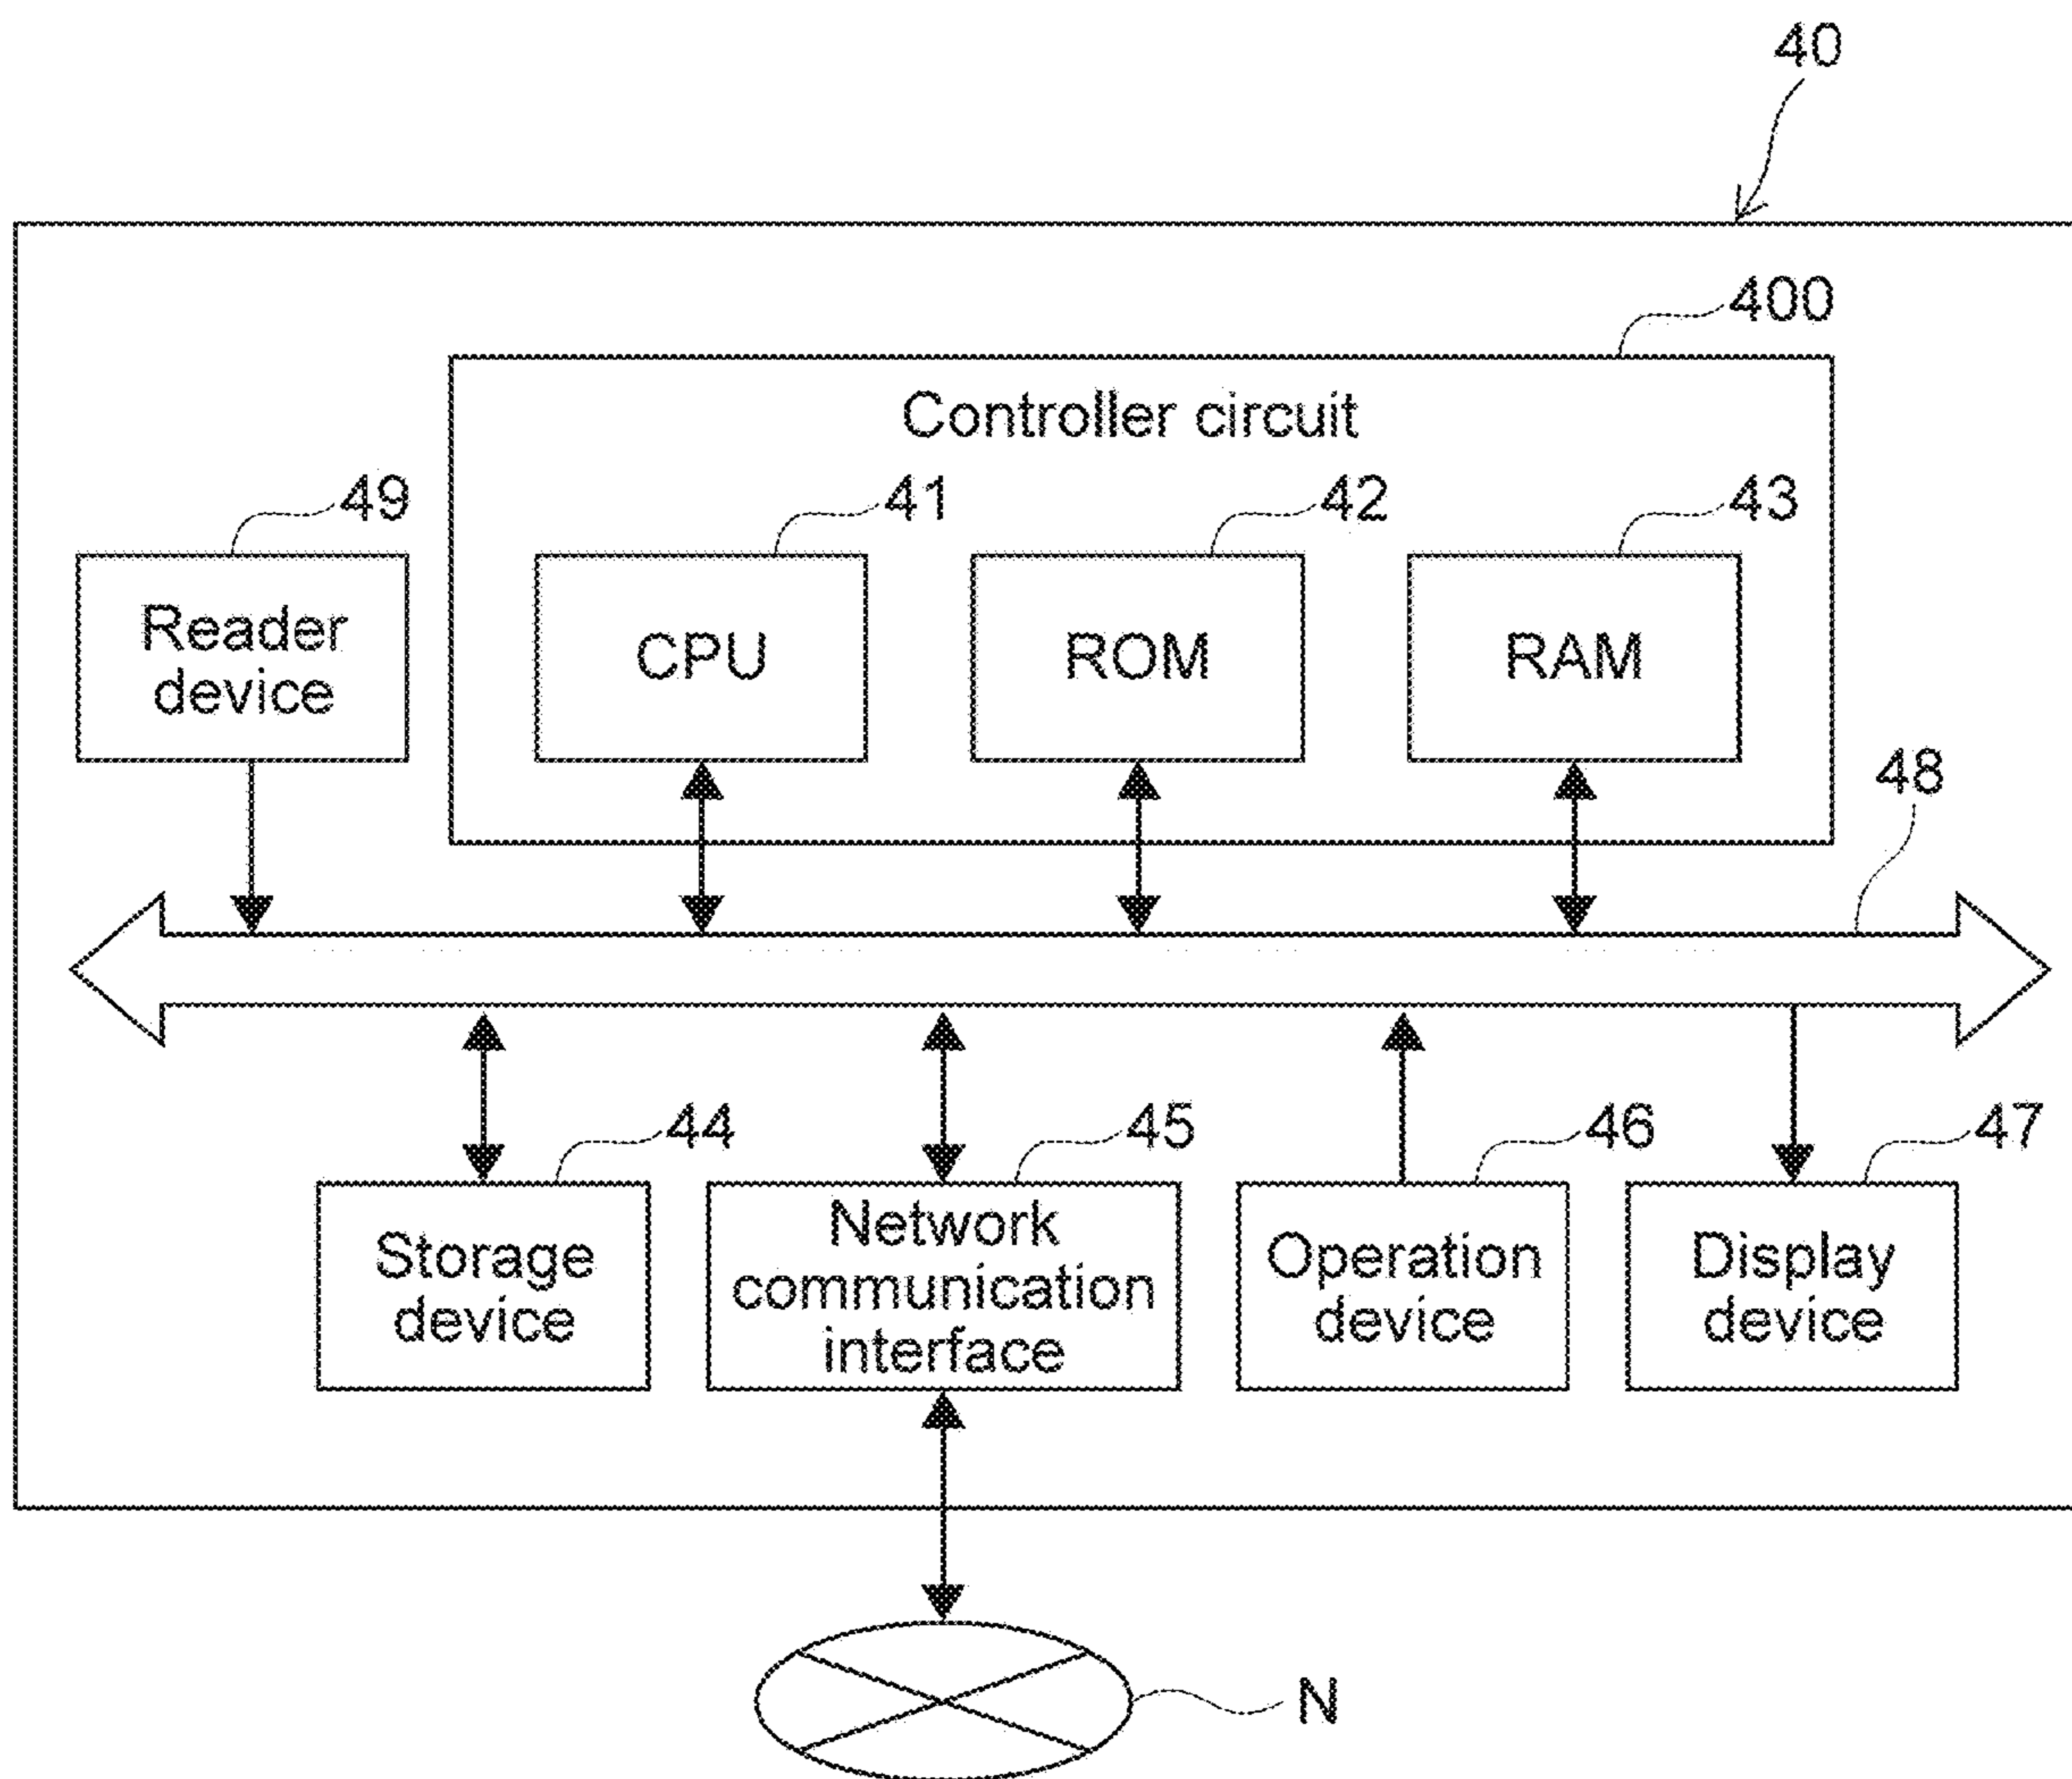 40
400
Controller circuit
49
41
42
43
Reader
device
CPU
ROM
RAM
48
44
45
46
47
Storage
device
Network
communication
interface
Operation
device
Display
device
N